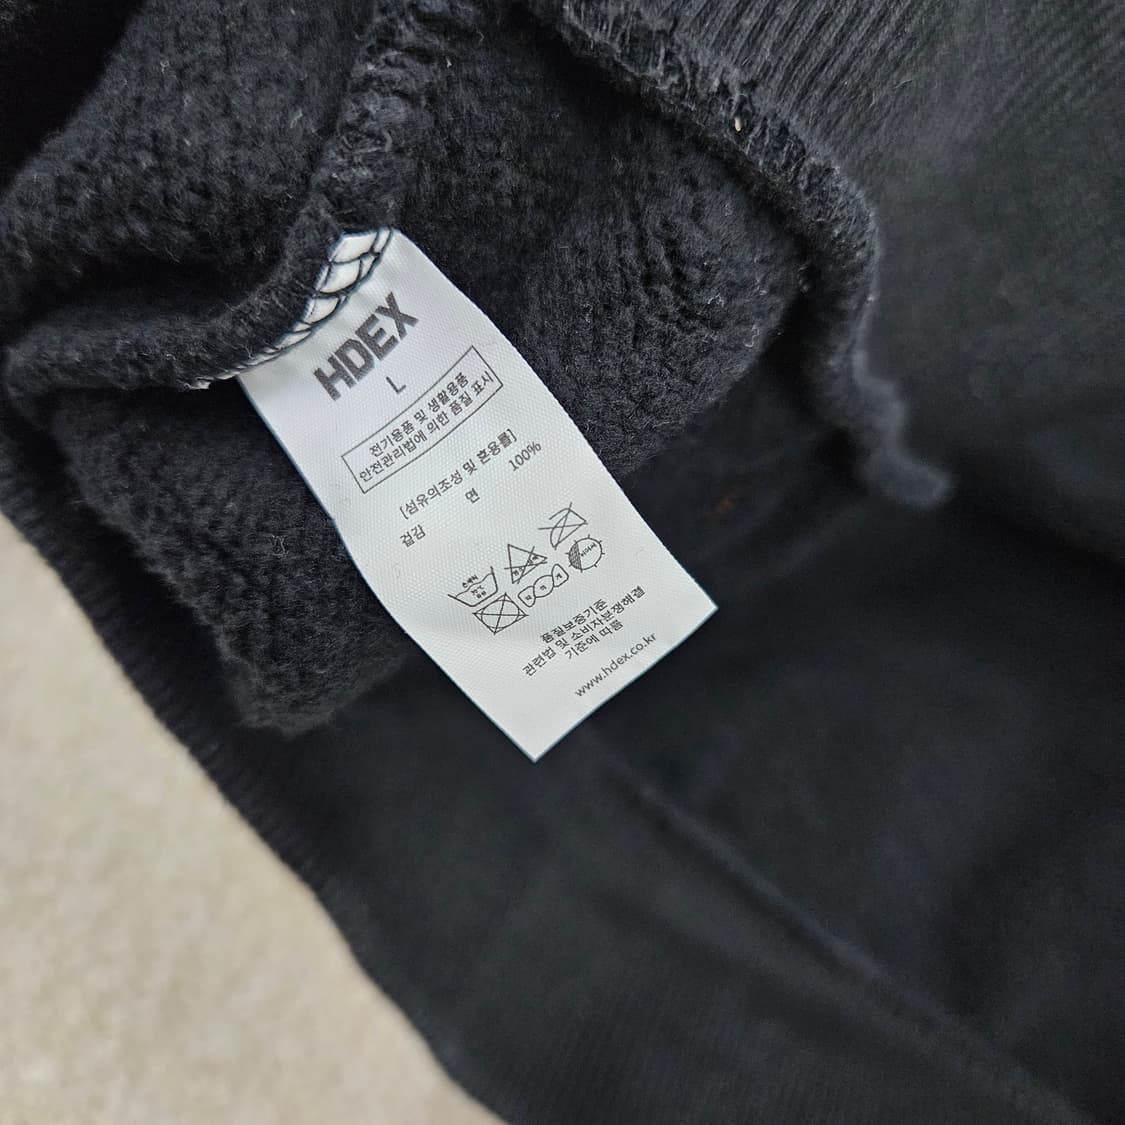 HDEX
L
전기용품 및 생활용품
안전관리법에 의한 품질 표시
[섬유의조성 및 혼용률]
겉감 면 100%
품질보증기준
관련법 및 소비자분쟁해결
기준에 따름
www.hdex.co.kr